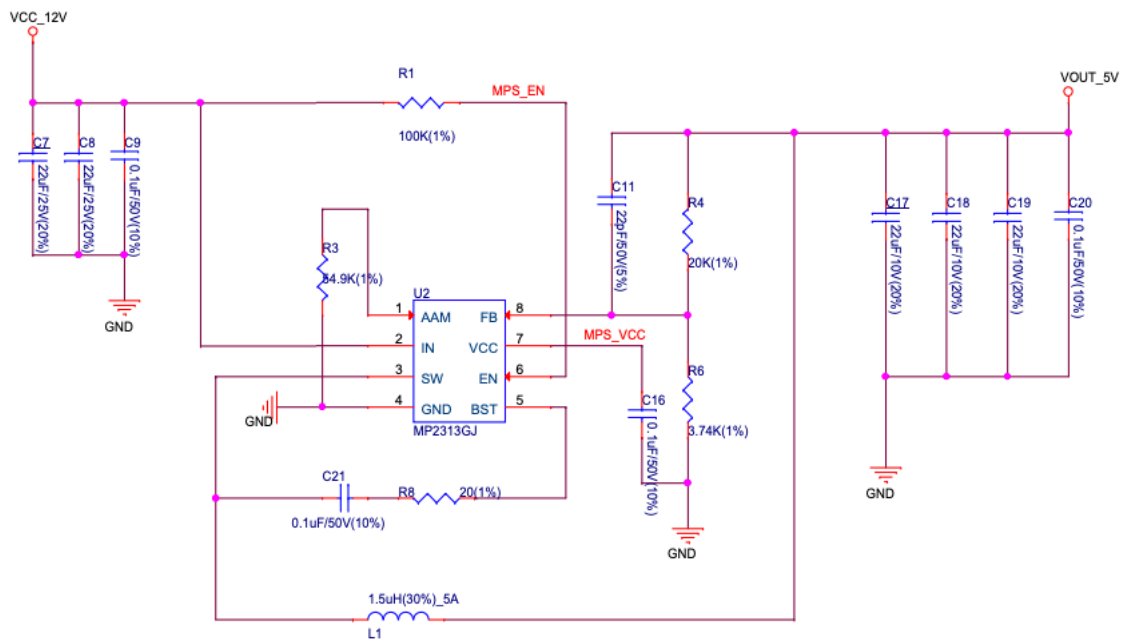 VCC_12V
R1
MPS_EN
100K(1%)
VOUT_5V
C7
22uF/25V(20%)
C8
22uF/25V(20%)
C9
0.1uF/50V(10%)
GND
R3
54.9K(1%)
U2
1
AAM
FB
8
2
IN
VCC
7
3
SW
EN
6
4
GND
BST
5
MP2313GJ
GND
MPS_VCC
C11
22pF/50V(5%)
R4
20K(1%)
R6
3.74K(1%)
C16
0.1uF/50V(10%)
GND
C17
22uF/10V(20%)
C18
22uF/10V(20%)
C19
22uF/10V(20%)
C20
0.1uF/50V(10%)
GND
C21
0.1uF/50V(10%)
R8
20(1%)
1.5uH(30%)_5A
L1